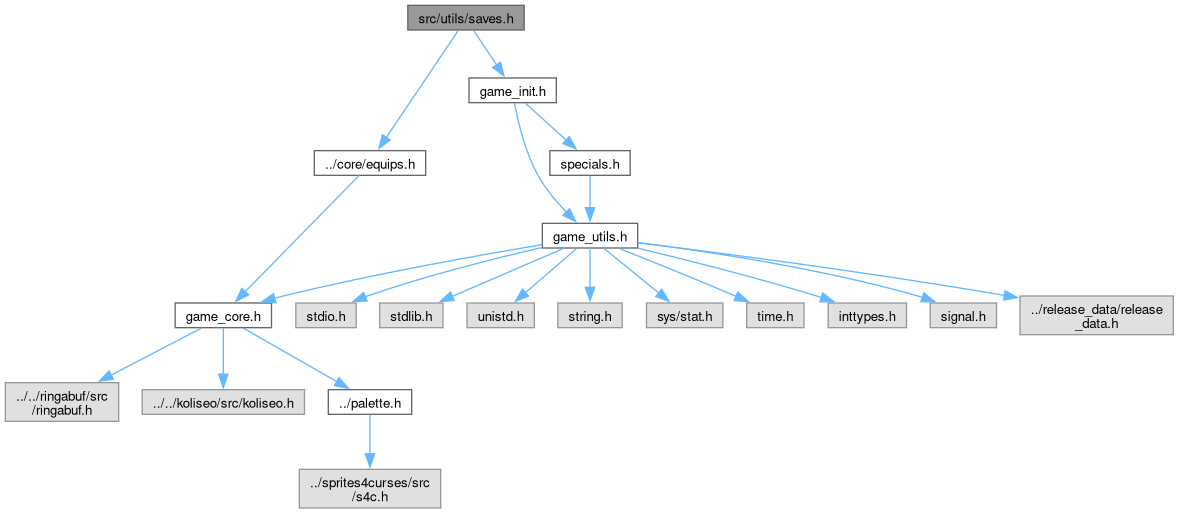 src/utils/saves.h
game_init.h
../core/equips.h
specials.h
game_utils.h
game_core.h
stdio.h
stdlib.h
unistd.h
string.h
sys/stat.h
time.h
inttypes.h
signal.h
../release_data/release
_data.h
../../ringabuf/src
/ringabuf.h
../../koliseo/src/koliseo.h
../palette.h
../sprites4curses/src
/s4c.h